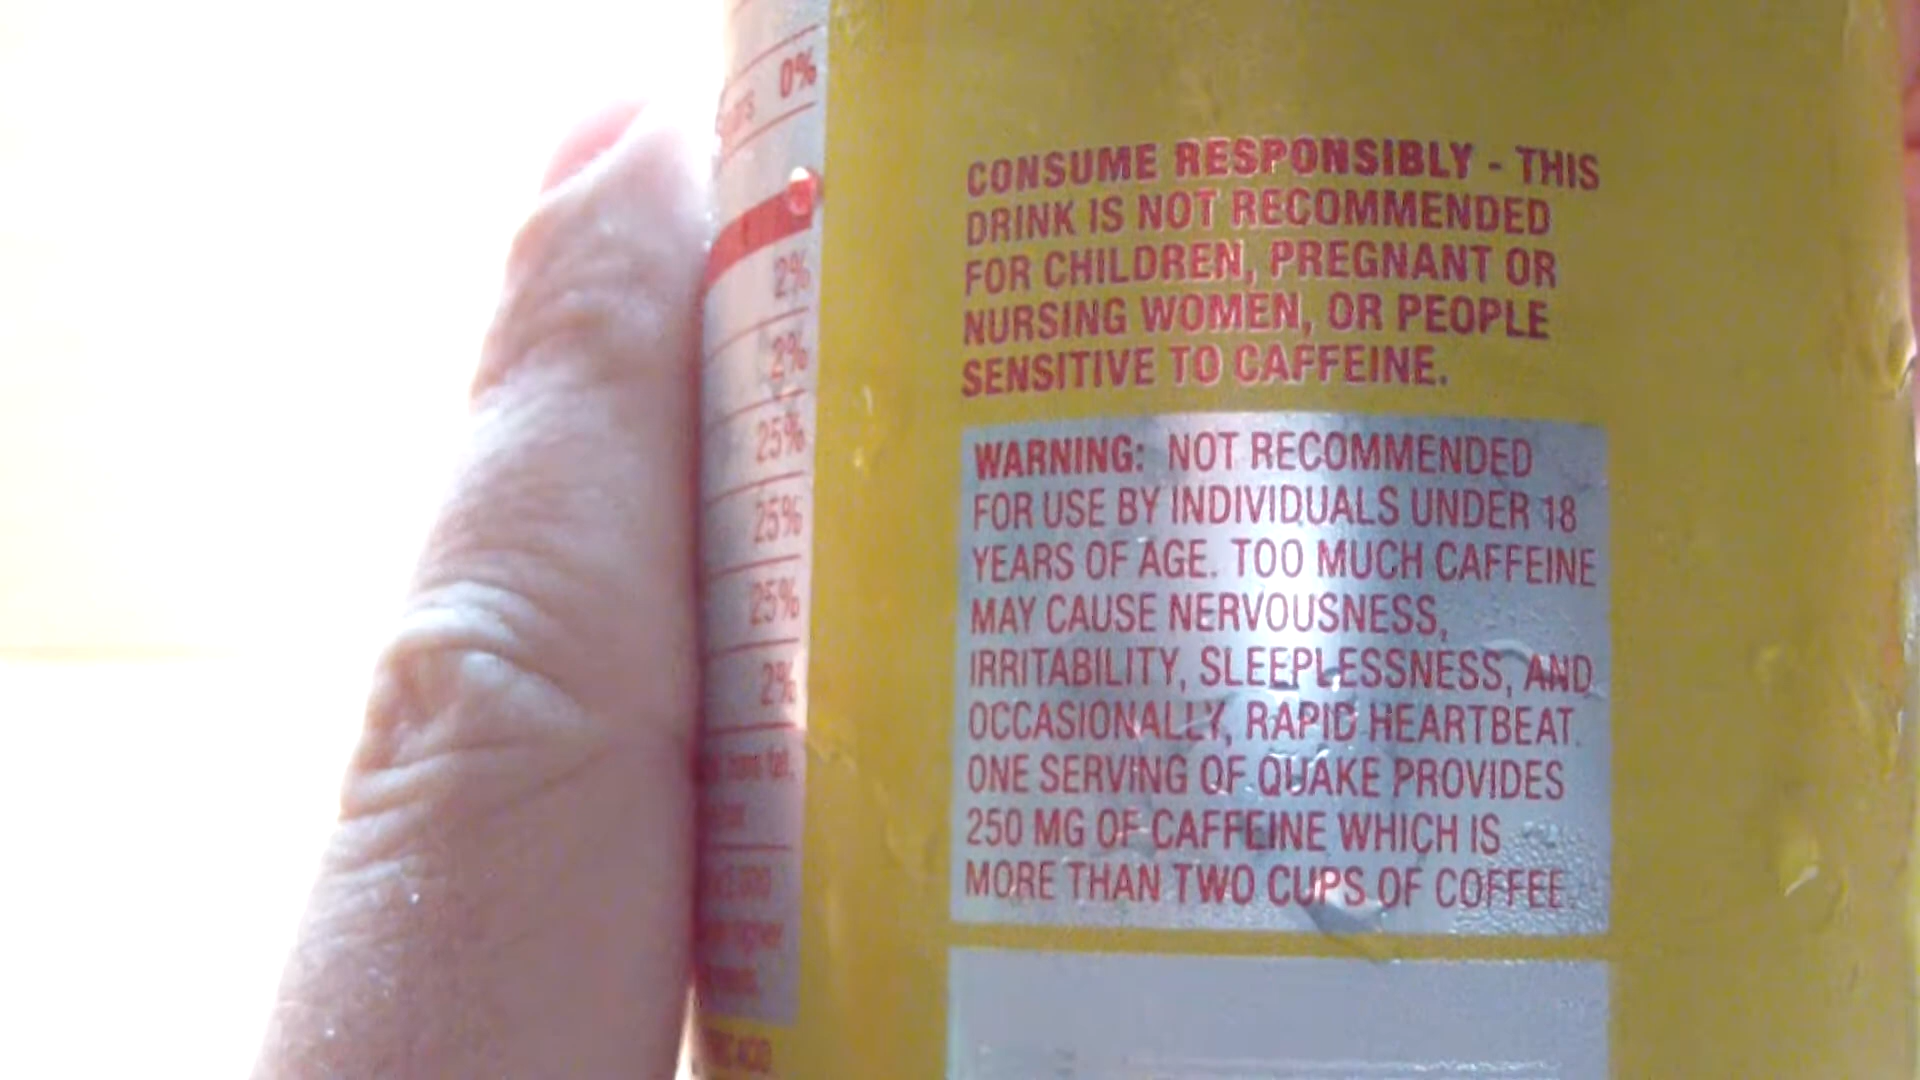 0%
2%
2%
25%
25%
25%
2%
CONSUME RESPONSIBLY - THIS
DRINK IS NOT RECOMMENDED
FOR CHILDREN, PREGNANT OR
NURSING WOMEN, OR PEOPLE
SENSITIVE TO CAFFEINE.
WARNING: NOT RECOMMENDED
FOR USE BY INDIVIDUALS UNDER 18
YEARS OF AGE. TOO MUCH CAFFEINE
MAY CAUSE NERVOUSNESS,
IRRITABILITY, SLEEPLESSNESS, AND
OCCASIONALLY, RAPID HEARTBEAT.
ONE SERVING OF QUAKE PROVIDES
250 MG OF CAFFEINE WHICH IS
MORE THAN TWO CUPS OF COFFEE.